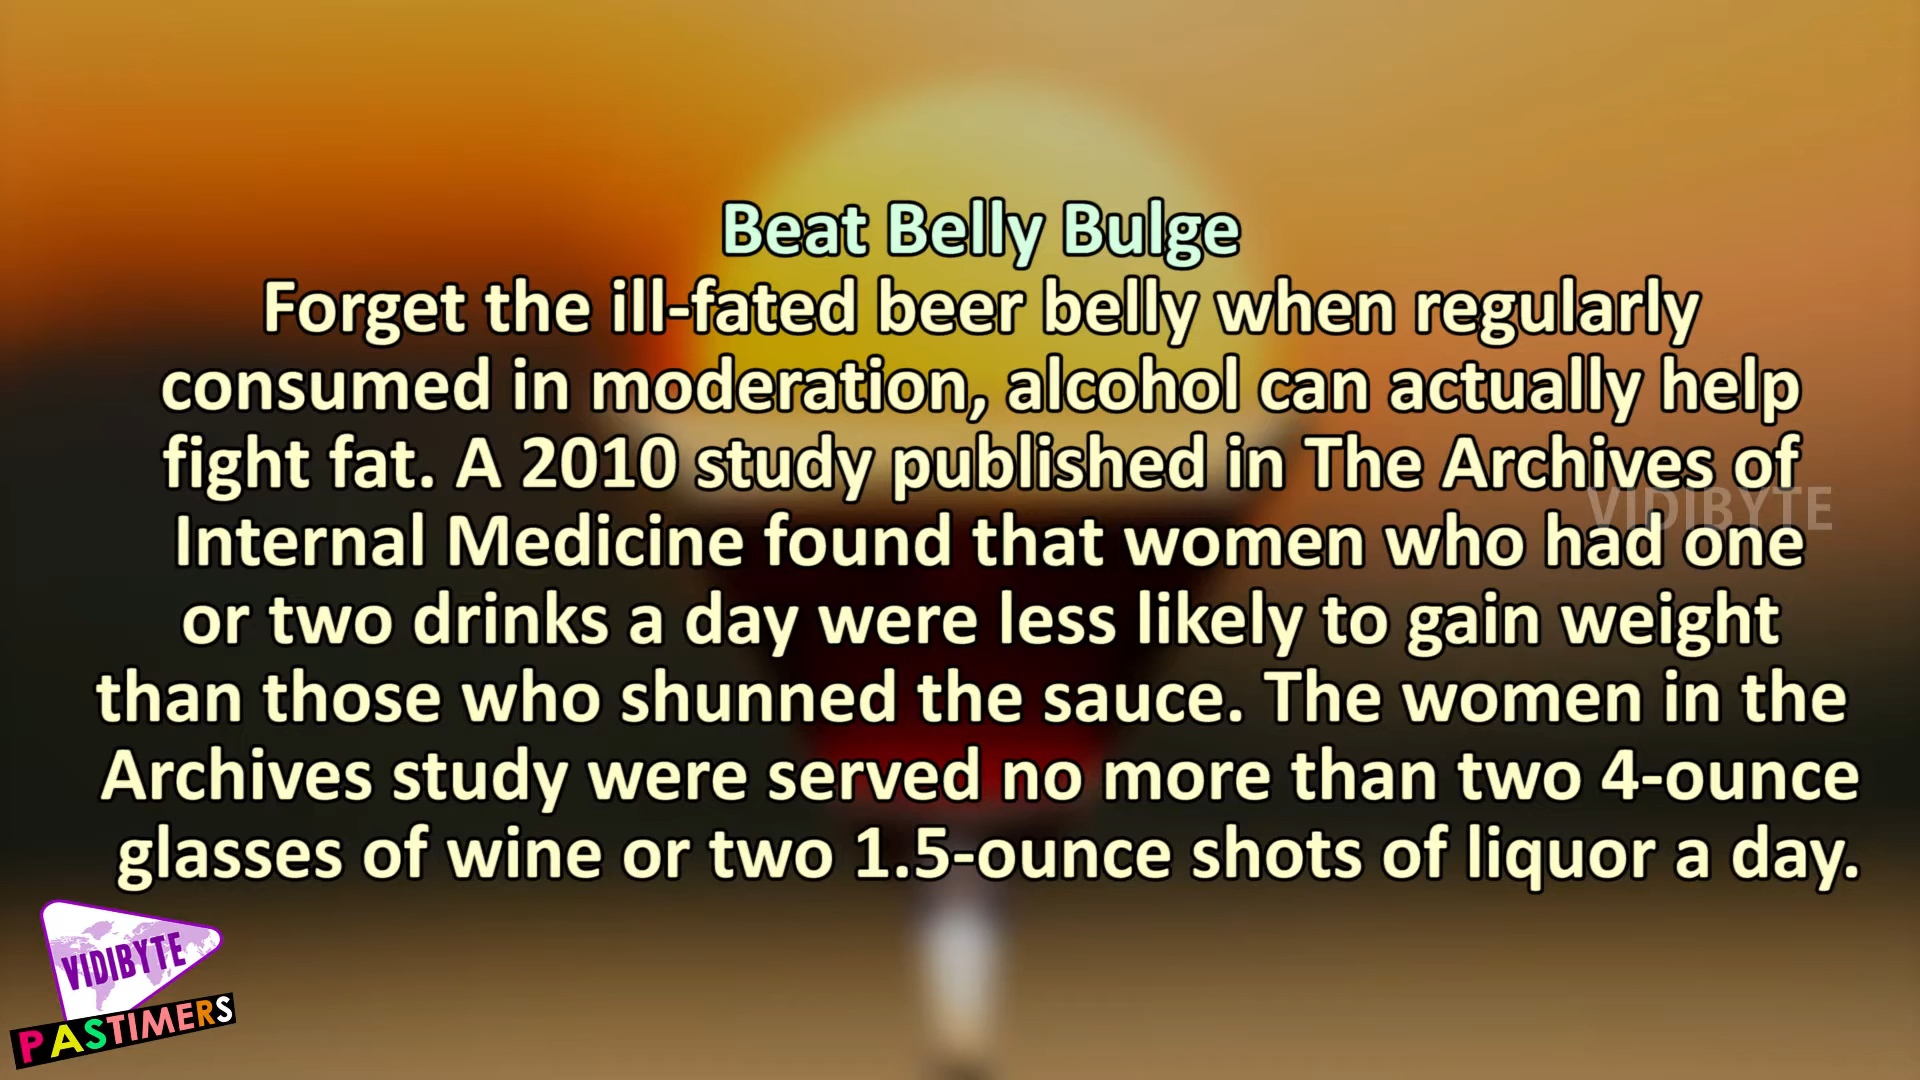 Beat Belly Bulge
Forget the ill-fated beer belly when regularly
consumed in moderation, alcohol can actually help
fight fat. A 2010 study published in The Archives of
VIDIBYTE
Internal Medicine found that women who had one
or two drinks a day were less likely to gain weight
than those who shunned the sauce. The women in the
Archives study were served no more than two 4-ounce
glasses of wine or two 1.5-ounce shots of liquor a day.
VIDIBYTE
PASTIMERS